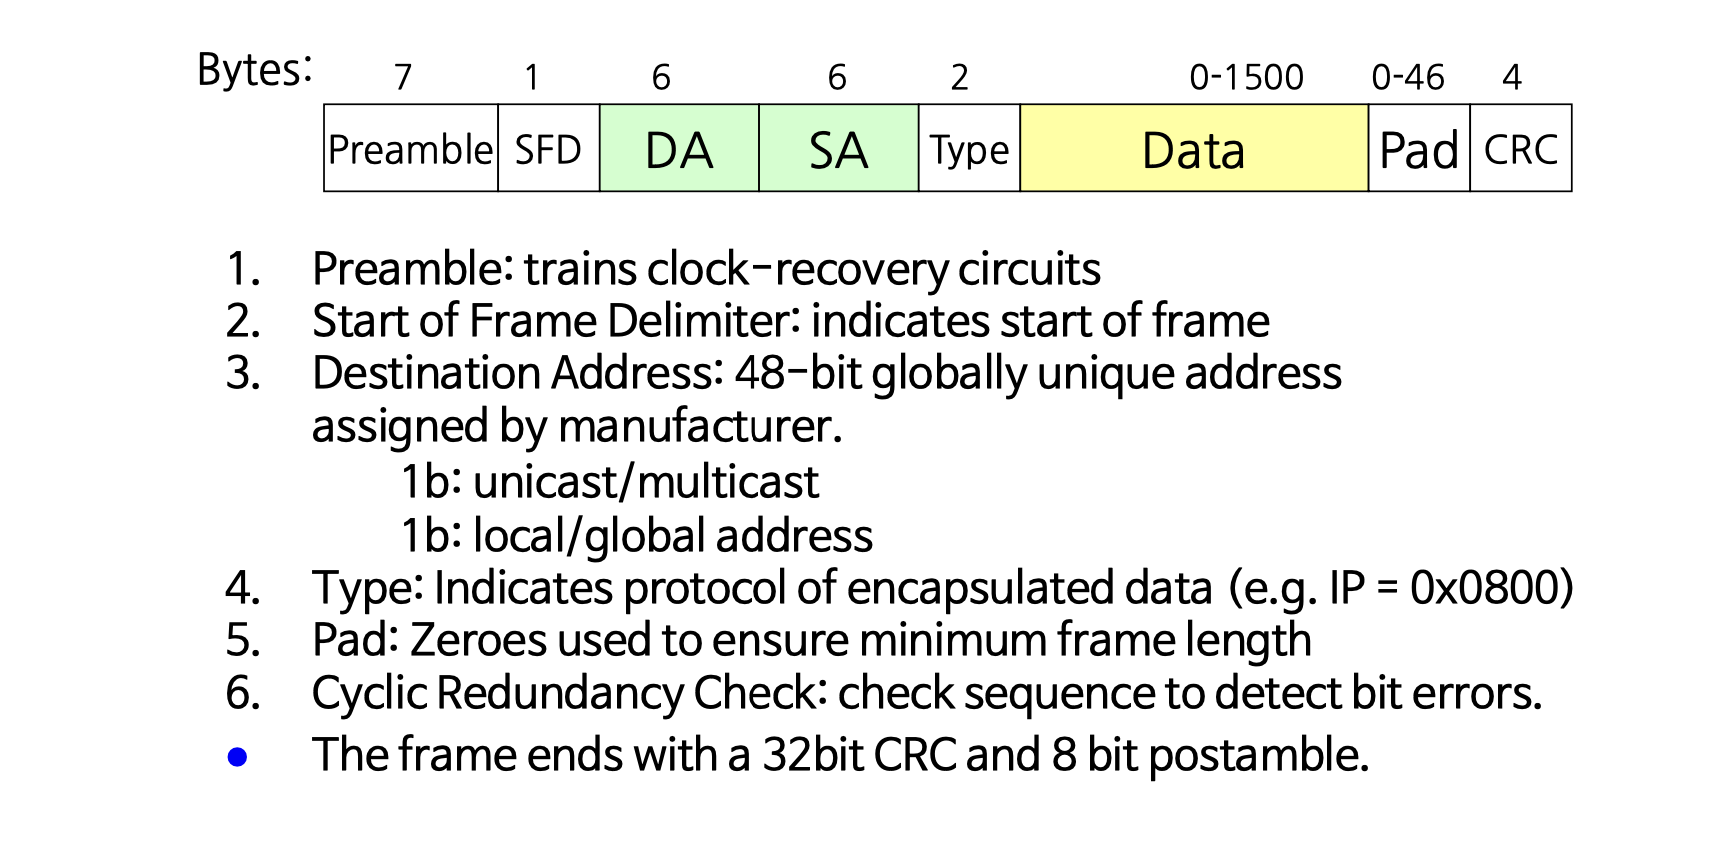 Bytes: 7 1 6 6 2 0-1500 0-46 4
Preamble SFD DA SA Type Data Pad CRC
1. Preamble: trains clock-recovery circuits
2. Start of Frame Delimiter: indicates start of frame
3. Destination Address: 48-bit globally unique address
assigned by manufacturer.
1b: unicast/multicast
1b: local/global address
4. Type: Indicates protocol of encapsulated data (e.g. IP = 0x0800)
5. Pad: Zeroes used to ensure minimum frame length
6. Cyclic Redundancy Check: check sequence to detect bit errors.
● The frame ends with a 32bit CRC and 8 bit postamble.